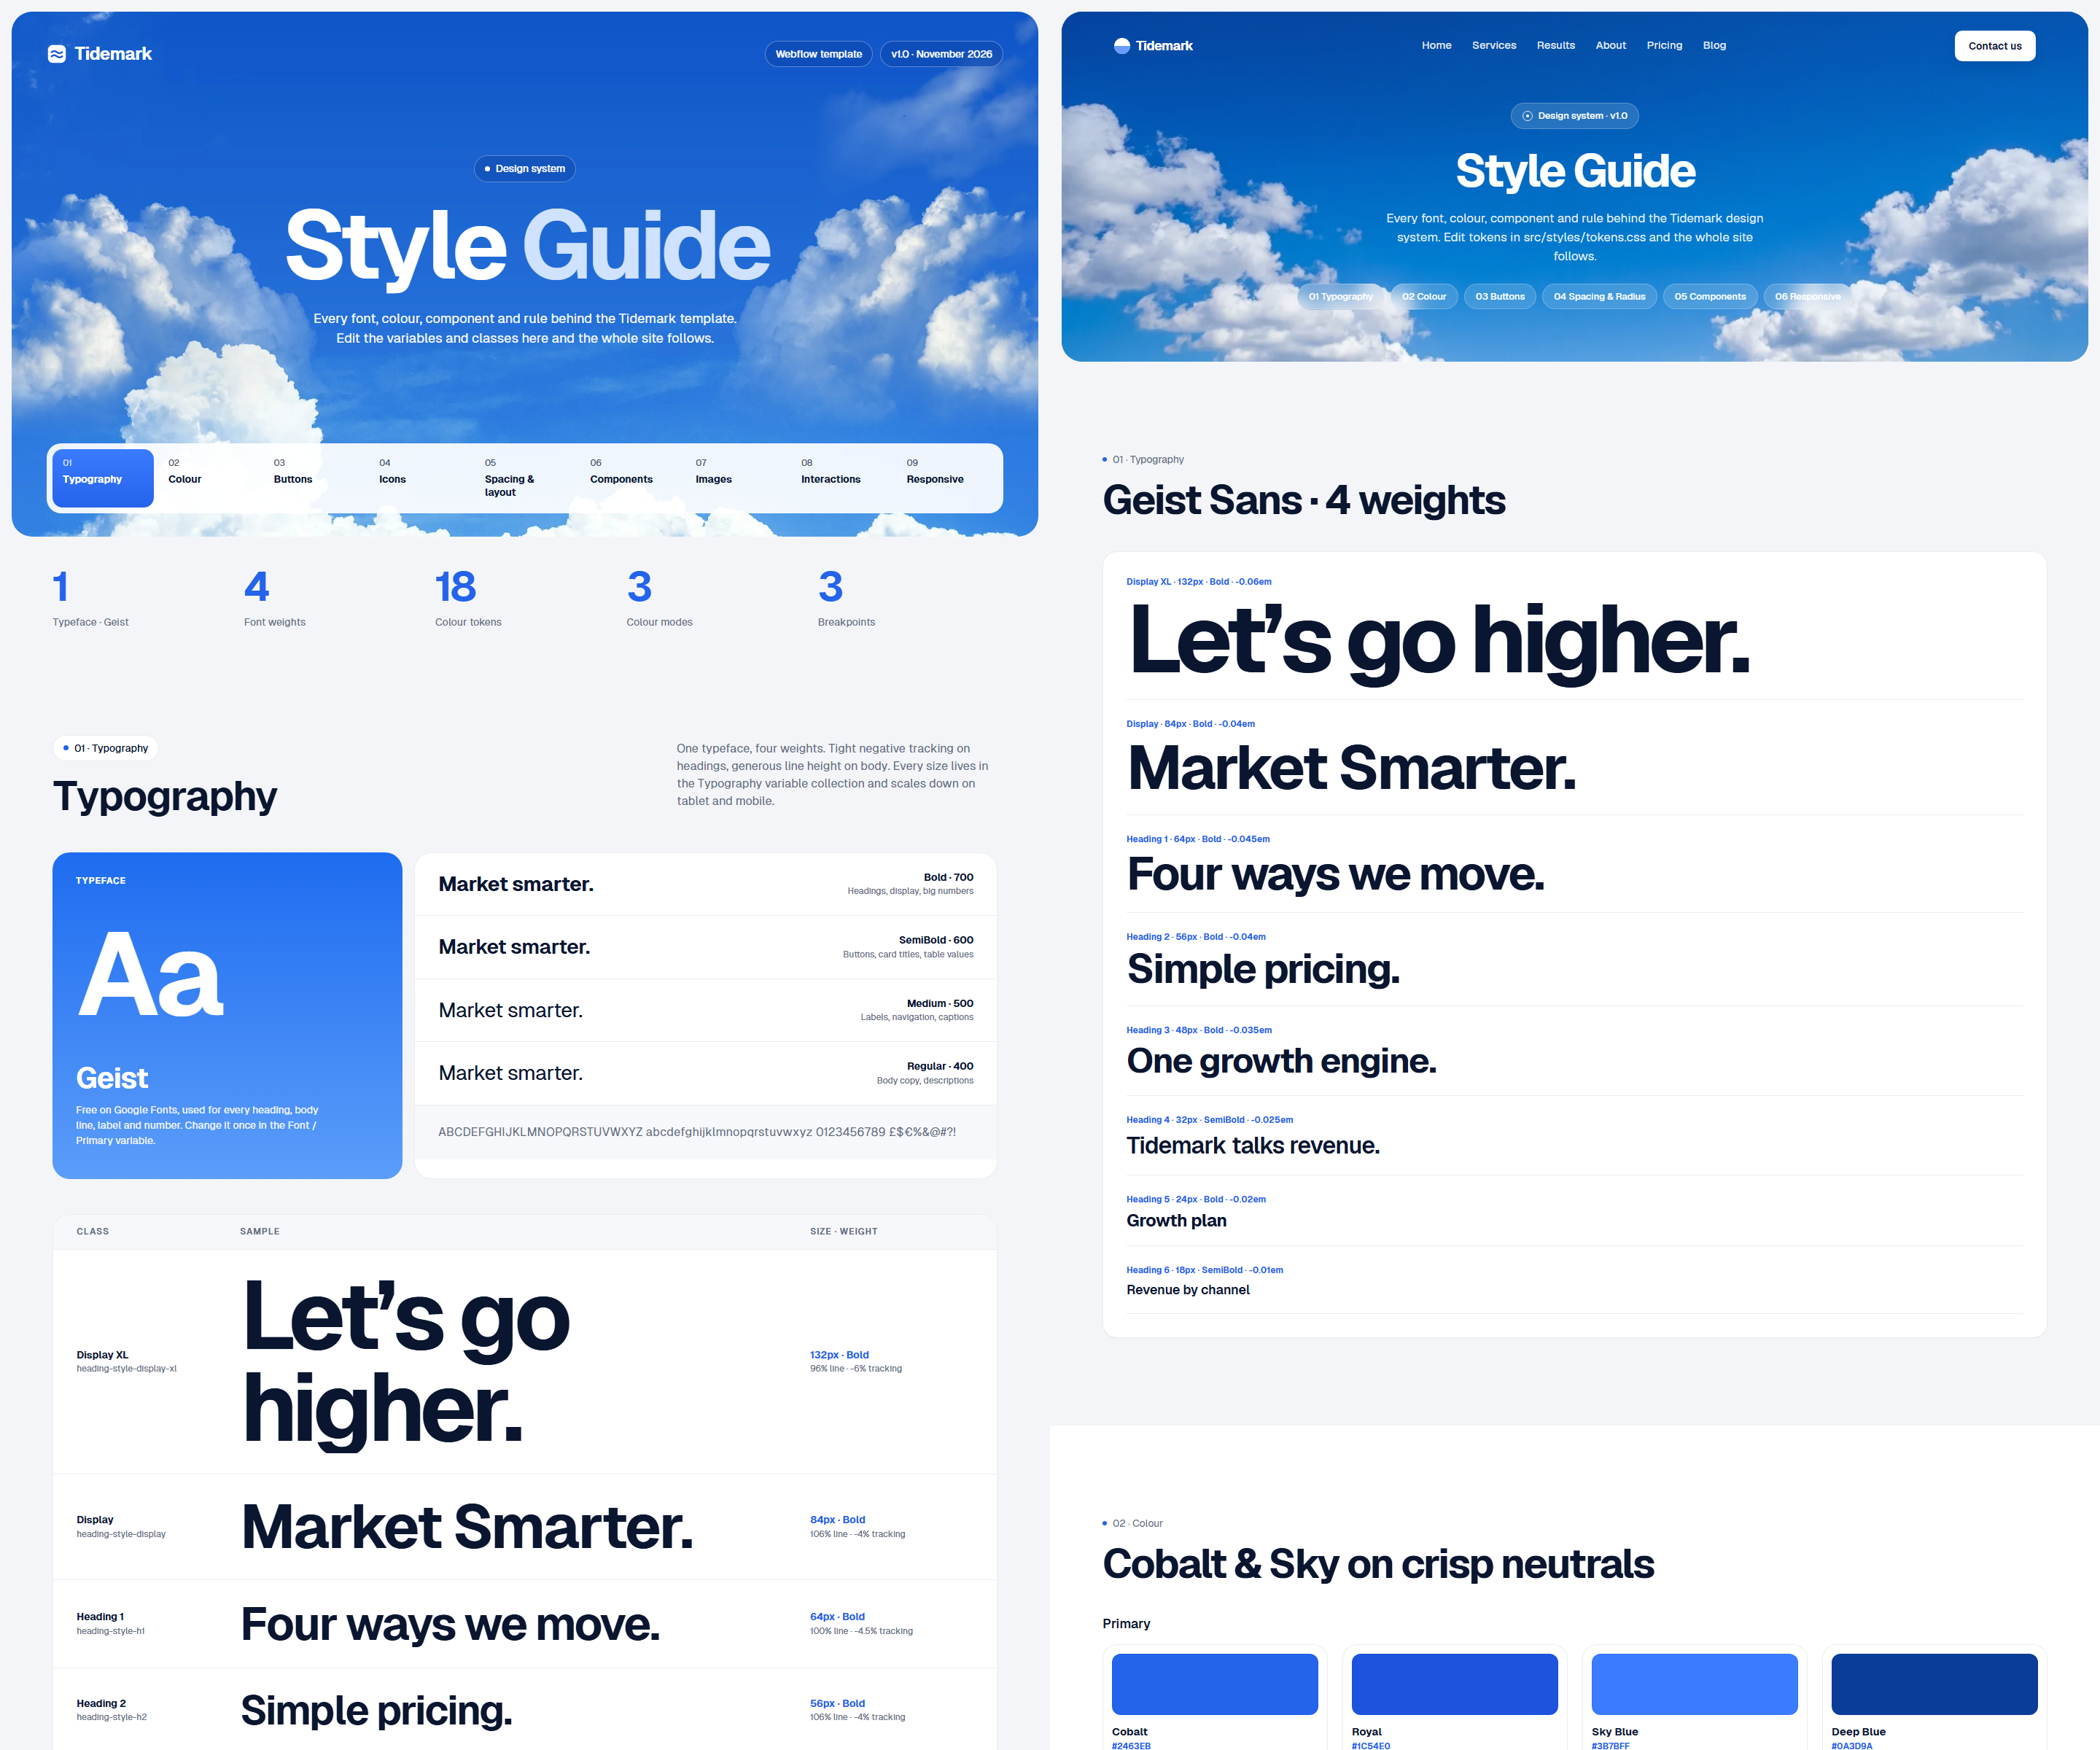 Tidemark
Webflow template
v1.0 · November 2026
Design system
Style Guide
Every font, colour, component and rule behind the Tidemark template.
Edit the variables and classes here and the whole site follows.
01
Typography
02
Colour
03
Buttons
04
Icons
05
Spacing &
layout
06
Components
07
Images
08
Interactions
09
Responsive
1
Typeface · Geist
4
Font weights
18
Colour tokens
3
Colour modes
3
Breakpoints
01 · Typography
Typography
One typeface, four weights. Tight negative tracking on
headings, generous line height on body. Every size lives in
the Typography variable collection and scales down on
tablet and mobile.
TYPEFACE
Aa
Geist
Free on Google Fonts, used for every heading, body
line, label and number. Change it once in the Font /
Primary variable.
Market smarter.
Bold · 700
Headings, display, big numbers
Market smarter.
SemiBold · 600
Buttons, card titles, table values
Market smarter.
Medium · 500
Labels, navigation, captions
Market smarter.
Regular · 400
Body copy, descriptions
ABCDEFGHIJKLMNOPQRSTUVWXYZ abcdefghijklmnopqrstuvwxyz 0123456789 £$€%&@#?!
CLASS
SAMPLE
SIZE · WEIGHT
Display XL
heading-style-display-xl
Let’s go
higher.
132px · Bold
96% line · -6% tracking
Display
heading-style-display
Market Smarter.
84px · Bold
106% line · -4% tracking
Heading 1
heading-style-h1
Four ways we move.
64px · Bold
100% line · -4.5% tracking
Heading 2
heading-style-h2
Simple pricing.
56px · Bold
106% line · -4% tracking
Tidemark
Home
Services
Results
About
Pricing
Blog
Contact us
Design system · v1.0
Style Guide
Every font, colour, component and rule behind the Tidemark design
system. Edit tokens in src/styles/tokens.css and the whole site
follows.
01 Typography
02 Colour
03 Buttons
04 Spacing & Radius
05 Components
06 Responsive
01 · Typography
Geist Sans · 4 weights
Display XL · 132px · Bold · -0.06em
Let’s go higher.
Display · 84px · Bold · -0.04em
Market Smarter.
Heading 1 · 64px · Bold · -0.045em
Four ways we move.
Heading 2 · 56px · Bold · -0.04em
Simple pricing.
Heading 3 · 48px · Bold · -0.035em
One growth engine.
Heading 4 · 32px · SemiBold · -0.025em
Tidemark talks revenue.
Heading 5 · 24px · Bold · -0.02em
Growth plan
Heading 6 · 18px · SemiBold · -0.01em
Revenue by channel
02 · Colour
Cobalt & Sky on crisp neutrals
Primary
Cobalt
#2463EB
Royal
#1C54E0
Sky Blue
#3B7BFF
Deep Blue
#0A3D9A